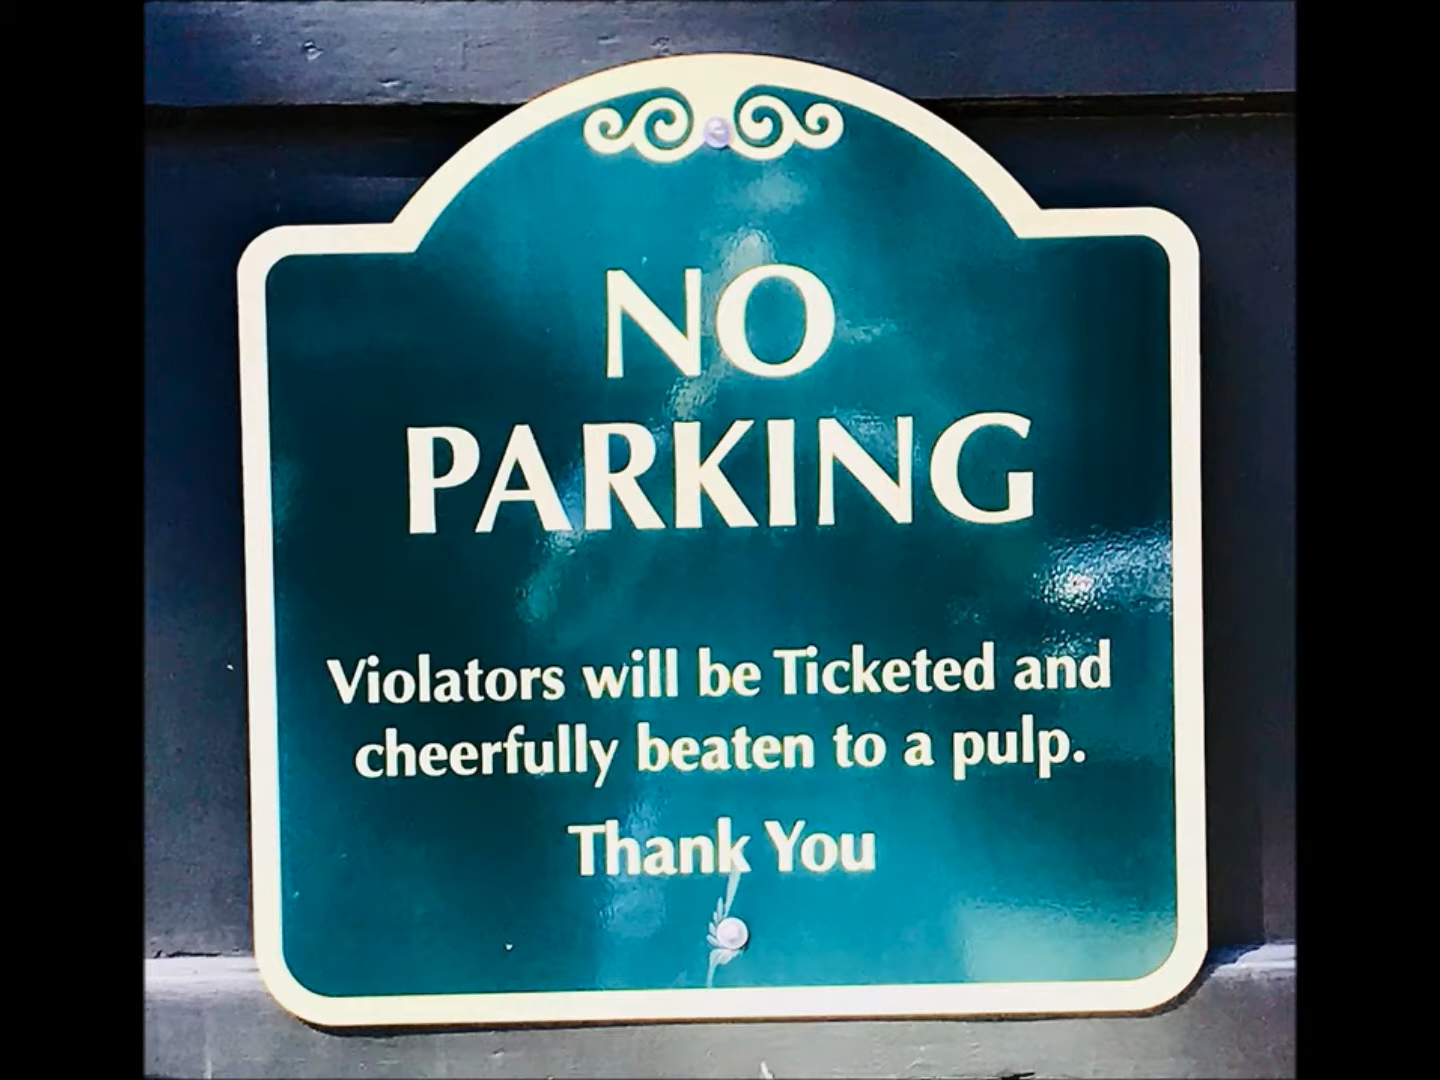 NO
PARKING
Violators will be Ticketed and
cheerfully beaten to a pulp.
Thank You